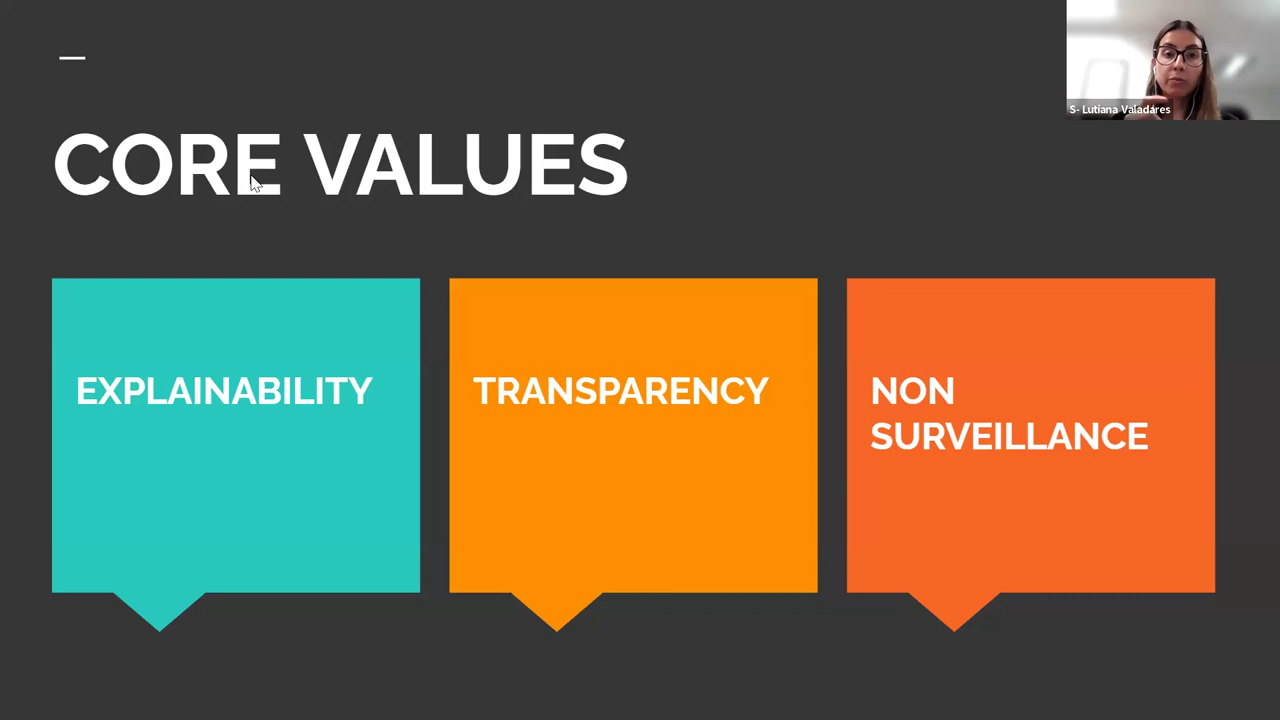 CORE VALUES
EXPLAINABILITY
TRANSPARENCY
NON
SURVEILLANCE
S- Lutiana Valadares